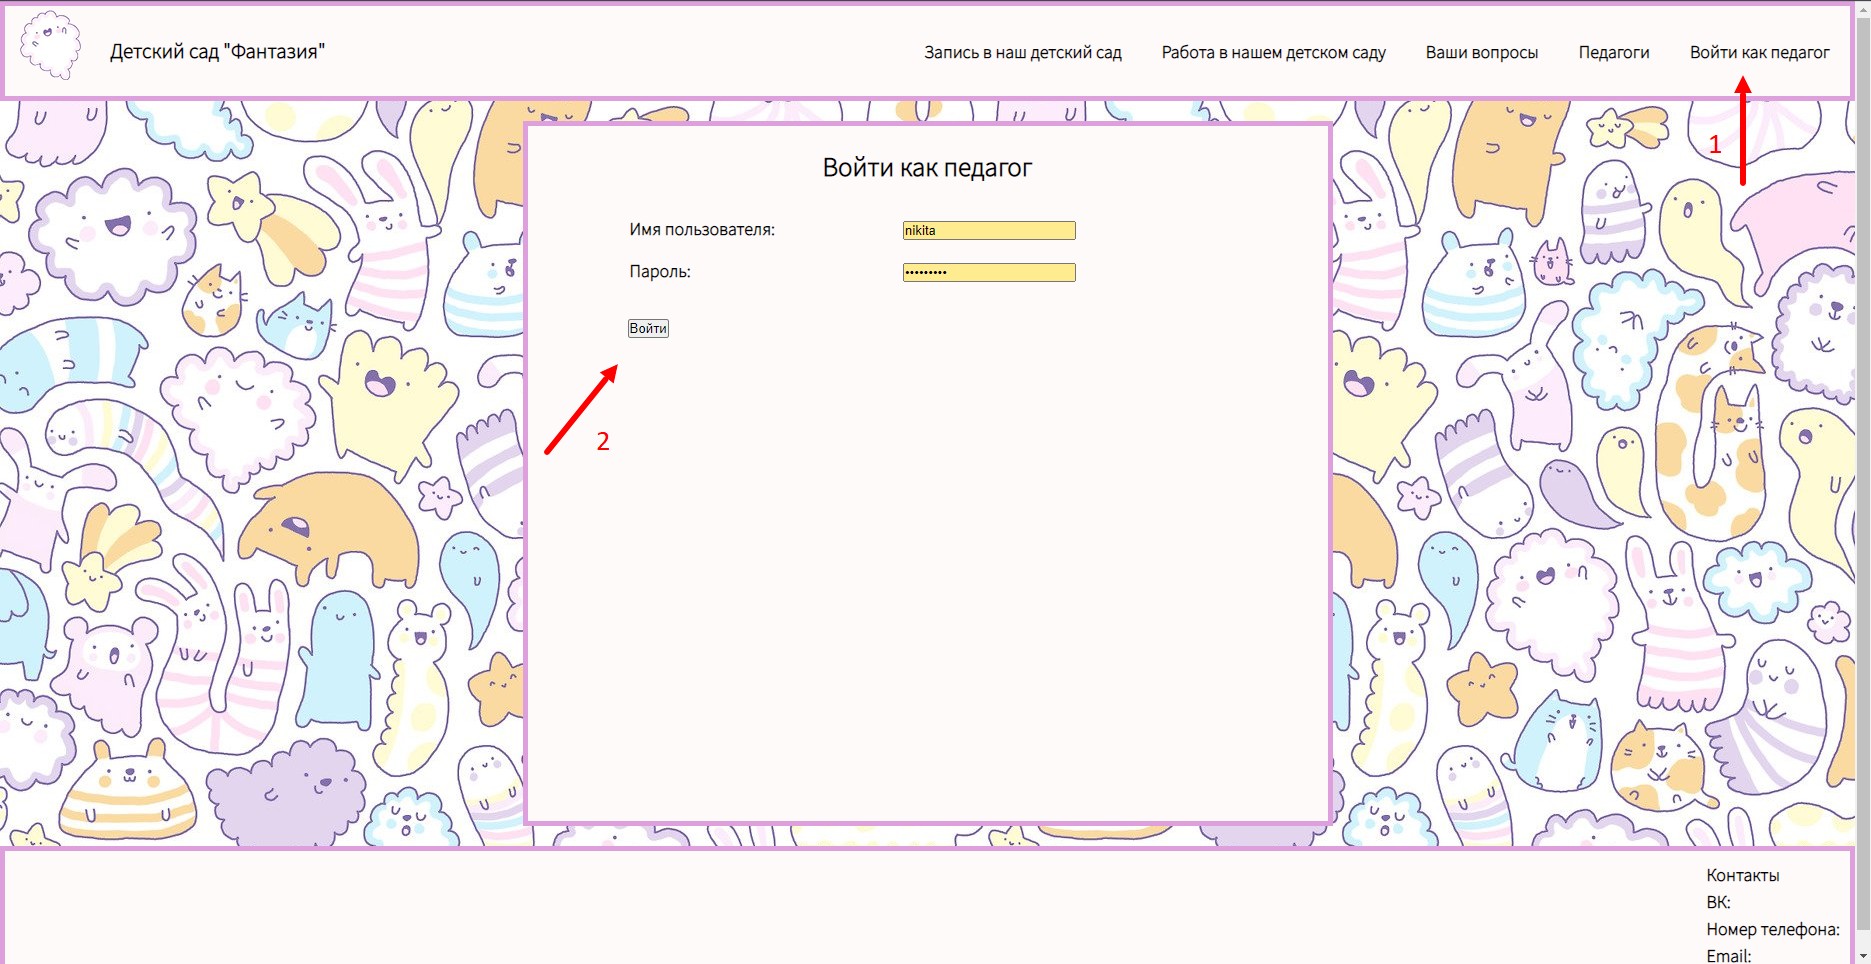 Детский сад "Фантазия"
Запись в наш детский сад
Работа в нашем детском саду
Ваши вопросы
Педагоги
Войти как педагог
1
Войти как педагог
Имя пользователя:
nikita
Пароль:
•••••••••
Войти
2
Контакты
ВК:
Номер телефона:
Email: